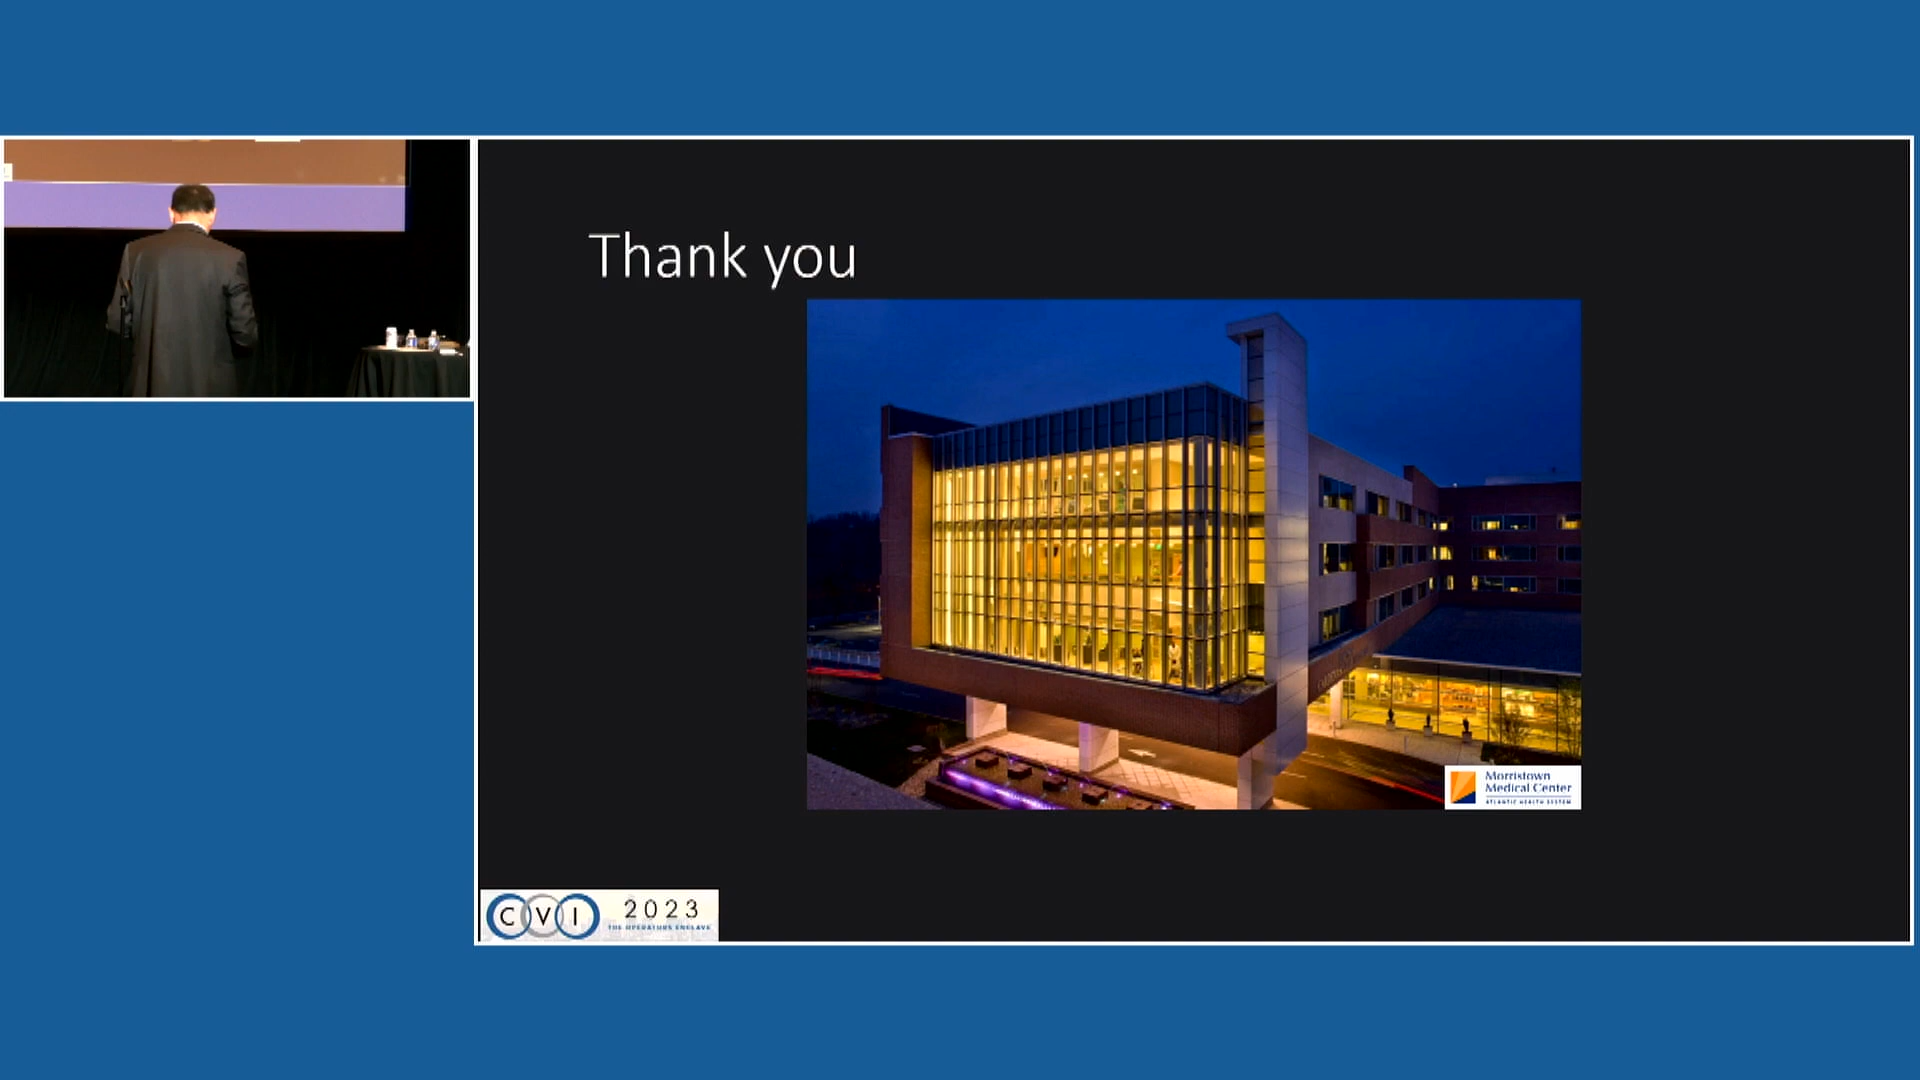 Thank you
Morristown
Medical Center
ATLANTIC HEALTH SYSTEM
CVI 2023
THE OPERATORS ENCLAVE